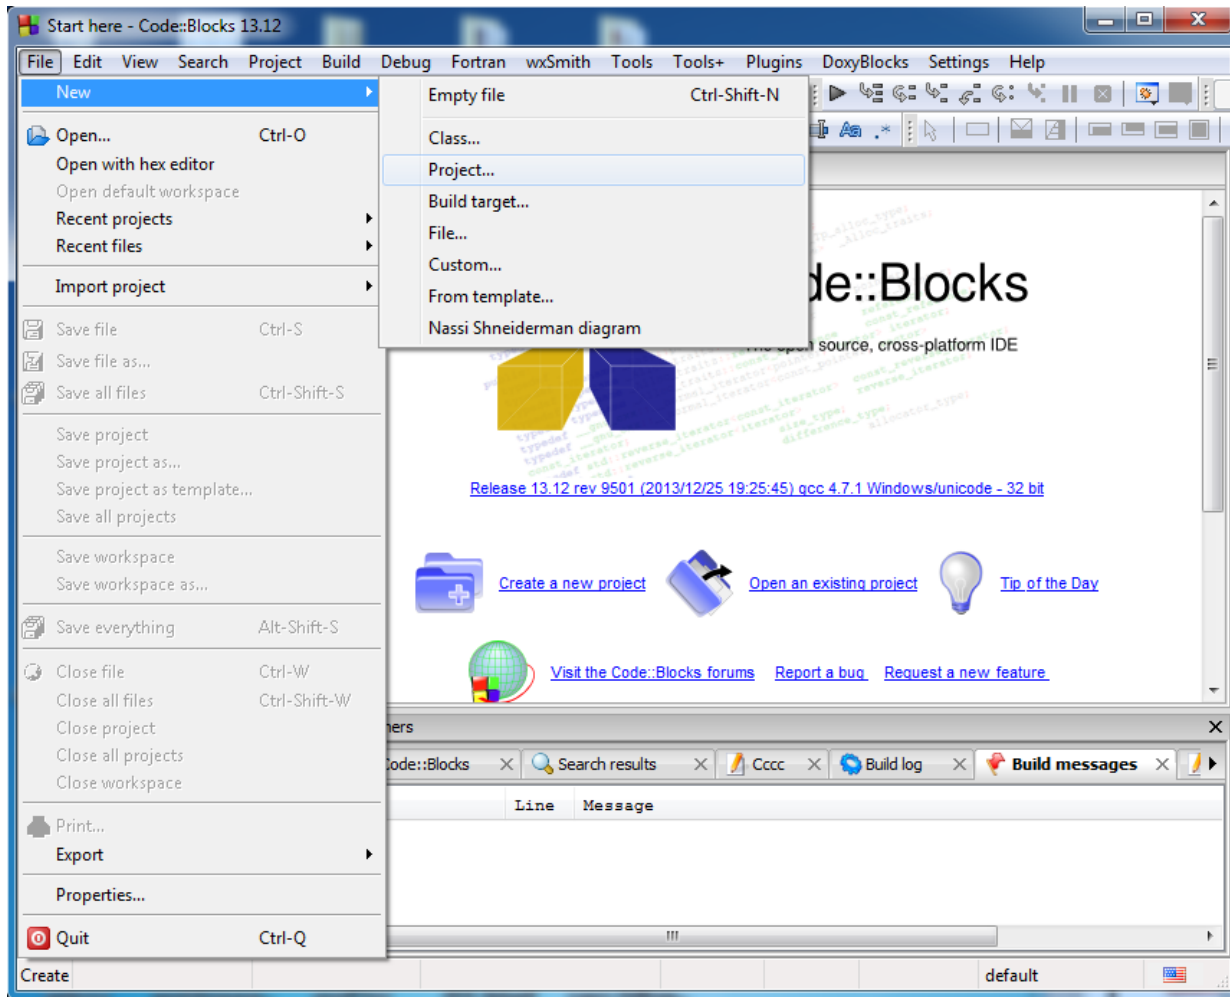 Start here - Code::Blocks 13.12
File Edit View Search Project Build Debug Fortran wxSmith Tools Tools+ Plugins DoxyBlocks Settings Help
New
Empty file Ctrl-Shift-N
Open... Ctrl-O
Class...
Open with hex editor
Project...
Open default workspace
Build target...
Recent projects
File...
Recent files
Custom...
Import project
From template...
Nassi Shneiderman diagram
de::Blocks
source, cross-platform IDE
Save file Ctrl-S
Save file as...
Save all files Ctrl-Shift-S
Save project
Save project as...
Save project as template...
Save all projects
Release 13.12 rev 9501 (2013/12/25 19:25:45) gcc 4.7.1 Windows/unicode - 32 bit
Save workspace
Save workspace as...
Create a new project Open an existing project Tip of the Day
Save everything Alt-Shift-S
Close file Ctrl-W
Visit the Code::Blocks forums Report a bug Request a new feature
Close all files Ctrl-Shift-W
Close project
Close all projects
Close workspace
hers
Code::Blocks Search results Cccc Build log Build messages
Line Message
Print...
Export
Properties...
Quit Ctrl-Q
Create default